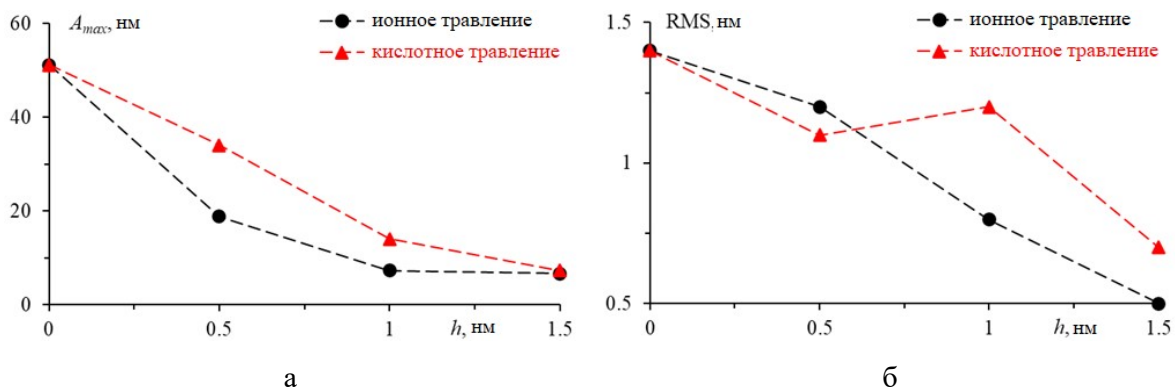 60
A_max, нм
ионное травление
кислотное травление
40
20
0
0
0.5
1
h, нм
1.5
а
1.5
RMS, нм
ионное травление
кислотное травление
1
0.5
0
0.5
1
h, нм
1.5
б